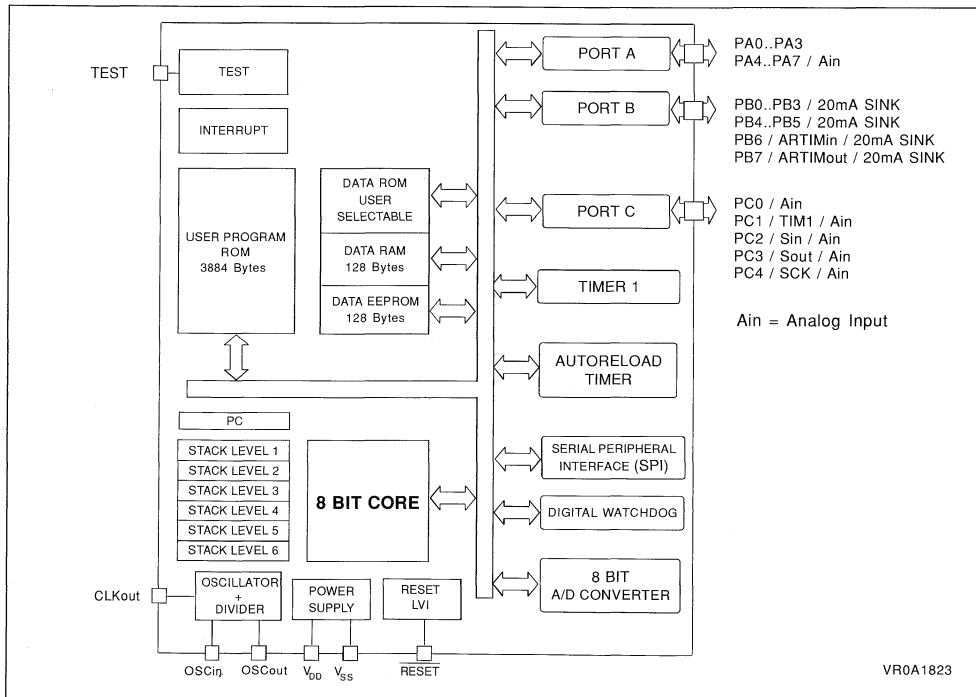 TEST
TEST
INTERRUPT
USER PROGRAM
ROM
3884 Bytes
DATA ROM
USER
SELECTABLE
DATA RAM
128 Bytes
DATA EEPROM
128 Bytes
PC
STACK LEVEL 1
STACK LEVEL 2
STACK LEVEL 3
STACK LEVEL 4
STACK LEVEL 5
STACK LEVEL 6
8 BIT CORE
CLKout
OSCILLATOR
+
DIVIDER
POWER
SUPPLY
RESET
LVI
OSCin
OSCout
VDD
VSS
RESET
PORT A
PORT B
PORT C
TIMER 1
AUTORELOAD
TIMER
SERIAL PERIPHERAL
INTERFACE (SPI)
DIGITAL WATCHDOG
8 BIT
A/D CONVERTER
PA0..PA3
PA4..PA7 / Ain
PB0..PB3 / 20mA SINK
PB4..PB5 / 20mA SINK
PB6 / ARTIMin / 20mA SINK
PB7 / ARTIMout / 20mA SINK
PC0 / Ain
PC1 / TIM1 / Ain
PC2 / Sin / Ain
PC3 / Sout / Ain
PC4 / SCK / Ain
Ain = Analog Input
VR0A1823